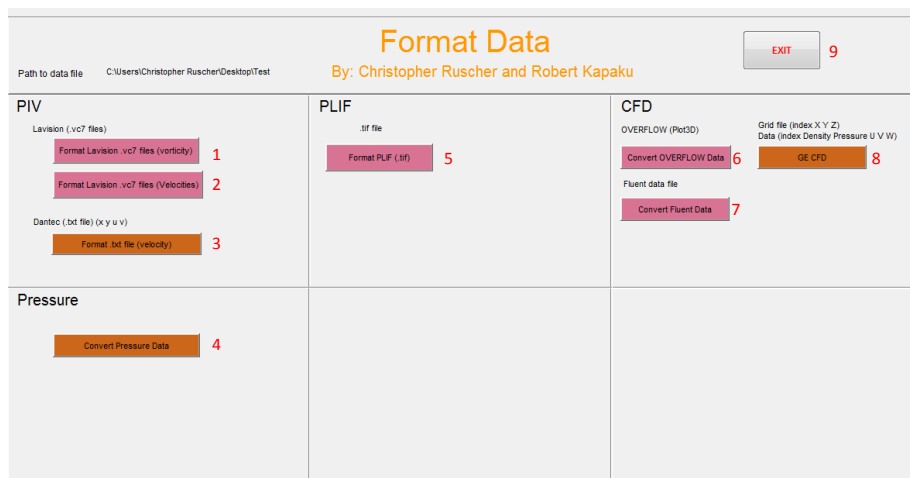 Format Data
By: Christopher Ruscher and Robert Kapaku
EXIT 9
Path to data file C:\Users\Christopher Ruscher\Desktop\Test
PIV
Lavision (.vc7 files)
Format Lavision .vc7 files (vorticity) 1
Format Lavision .vc7 files (Velocities) 2
Dantec (.txt file) (x y u v)
Format .txt file (velocity) 3
PLIF
.tif file
Format PLIF (.tif) 5
CFD
OVERFLOW (Plot3D)
Convert OVERFLOW Data 6
Grid file (index X Y Z)
Data (index Density Pressure U V W)
GE CFD 8
Fluent data file
Convert Fluent Data 7
Pressure
Convert Pressure Data 4